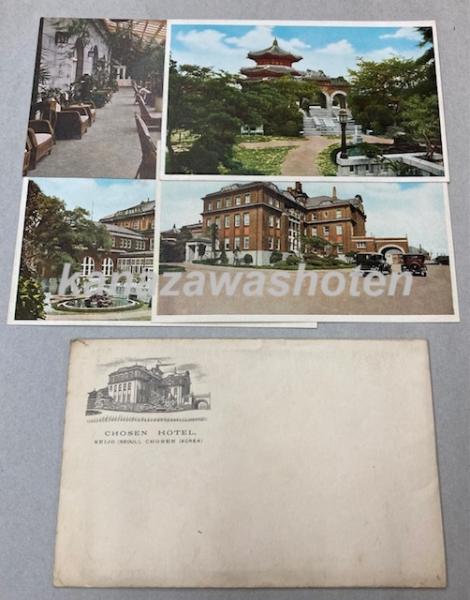 kanazawashoten
CHOSEN HOTEL,
KEIJO (SEOUL), CHOSEN (KOREA)